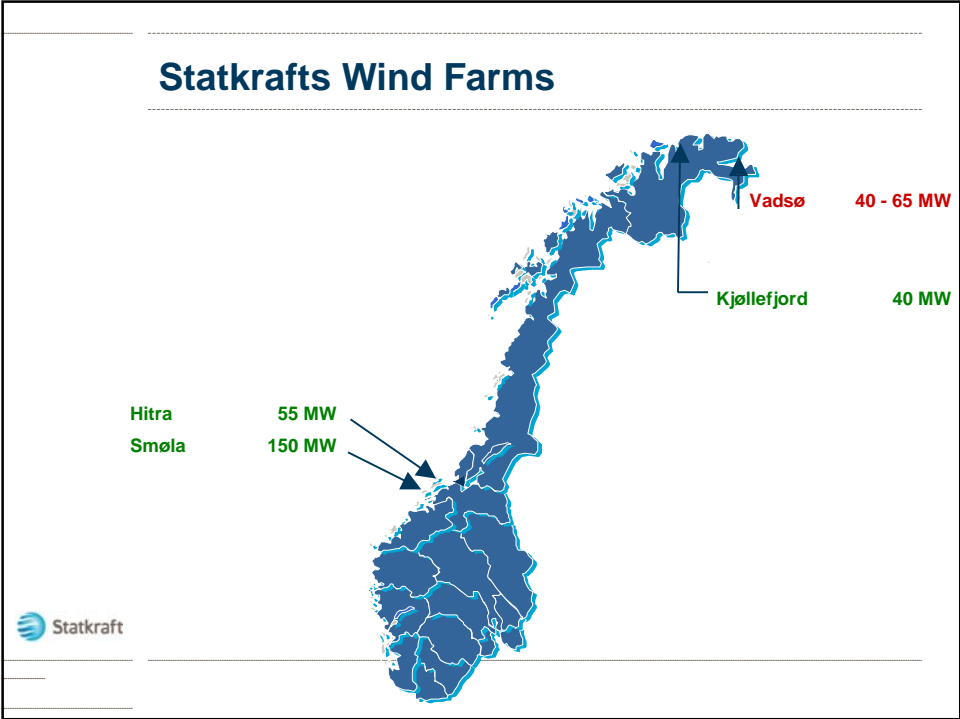 Statkrafts Wind Farms
Vadsø 40 - 65 MW
Kjøllefjord 40 MW
Hitra 55 MW
Smøla 150 MW
Statkraft